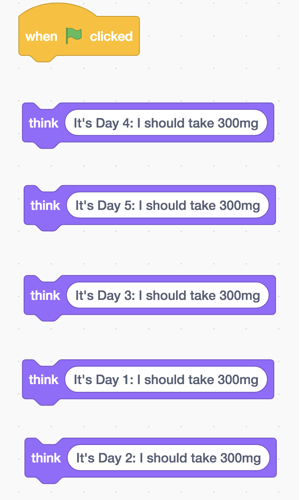 when clicked
think It's Day 4: I should take 300mg
think It's Day 5: I should take 300mg
think It's Day 3: I should take 300mg
think It's Day 1: I should take 300mg
think It's Day 2: I should take 300mg